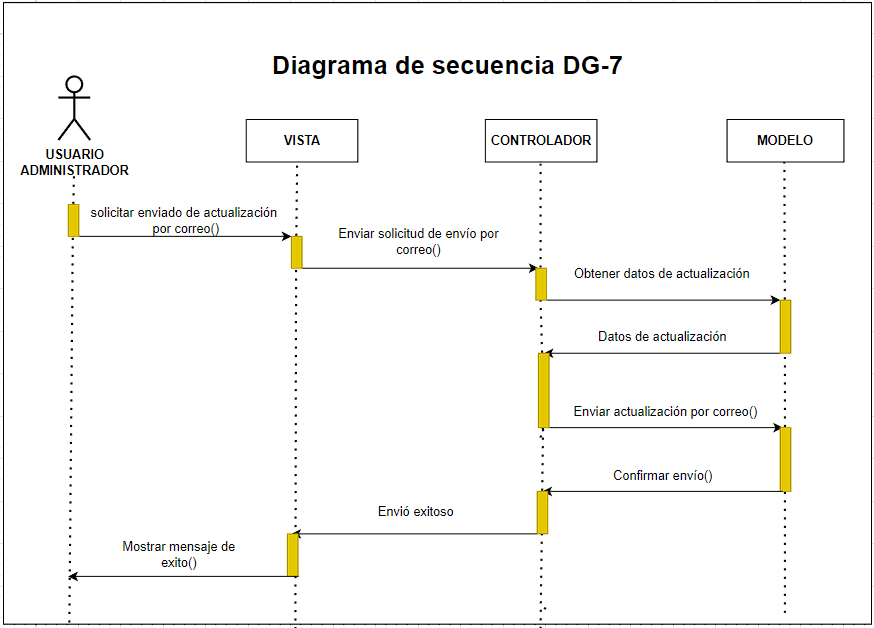 Diagrama de secuencia DG-7
USUARIO
ADMINISTRADOR
VISTA
CONTROLADOR
MODELO
solicitar enviado de actualización
por correo()
Enviar solicitud de envío por
correo()
Obtener datos de actualización
Datos de actualización
Enviar actualización por correo()
Confirmar envío()
Envió exitoso
Mostrar mensaje de
exito()